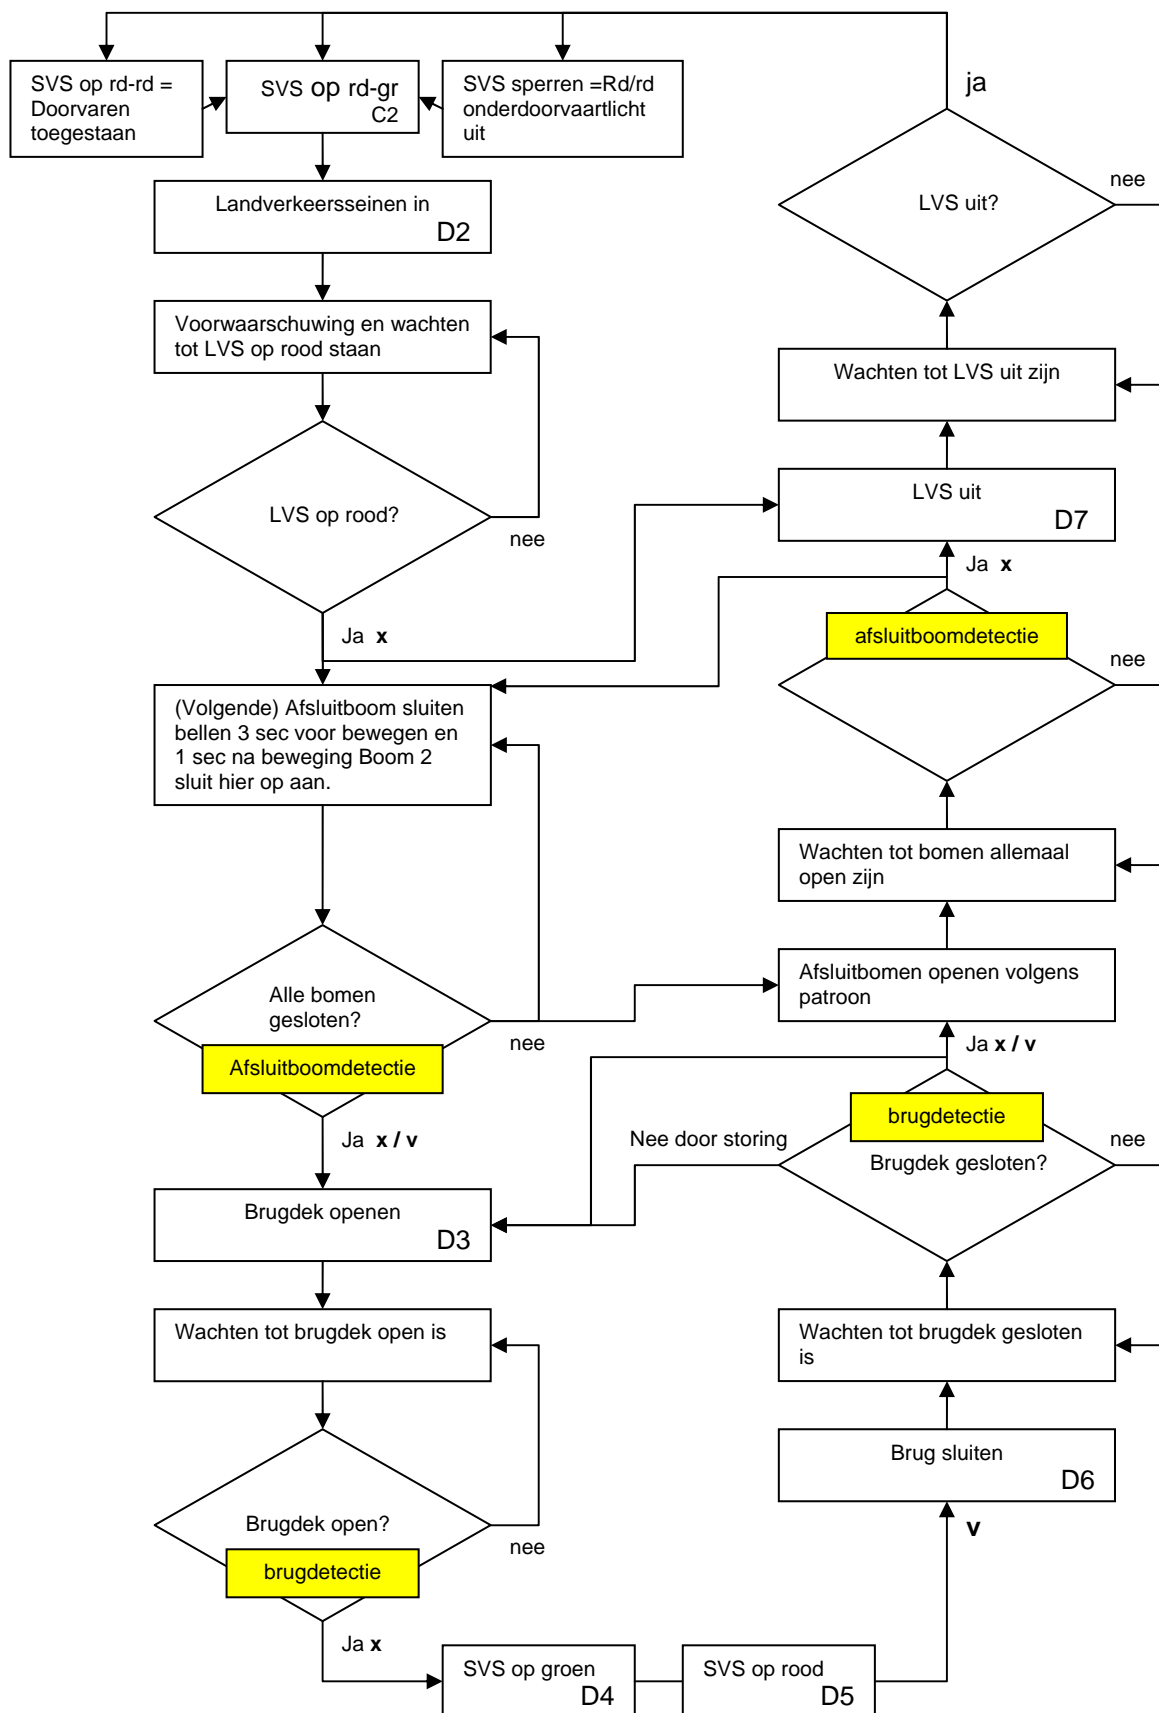 SVS op rd-rd =
Doorvaren
toegestaan
SVS op rd-gr
C2
SVS sperren =Rd/rd
onderdoorvaartlicht
uit
Landverkeersseinen in
D2
Voorwaarschuwing en wachten
tot LVS op rood staan
LVS op rood?
nee
Ja x
(Volgende) Afsluitboom sluiten
bellen 3 sec voor bewegen en
1 sec na beweging Boom 2
sluit hier op aan.
Alle bomen
gesloten?
nee
Afsluitboomdetectie
Ja x / v
Brugdek openen
D3
Wachten tot brugdek open is
Brugdek open?
nee
brugdetectie
Ja x
SVS op groen
D4
SVS op rood
D5
v
Brug sluiten
D6
Wachten tot brugdek gesloten
is
Brugdek gesloten?
brugdetectie
Nee door storing
nee
Ja x / v
Afsluitbomen openen volgens
patroon
Wachten tot bomen allemaal
open zijn
afsluitboomdetectie
nee
Ja x
LVS uit
D7
Wachten tot LVS uit zijn
LVS uit?
nee
ja